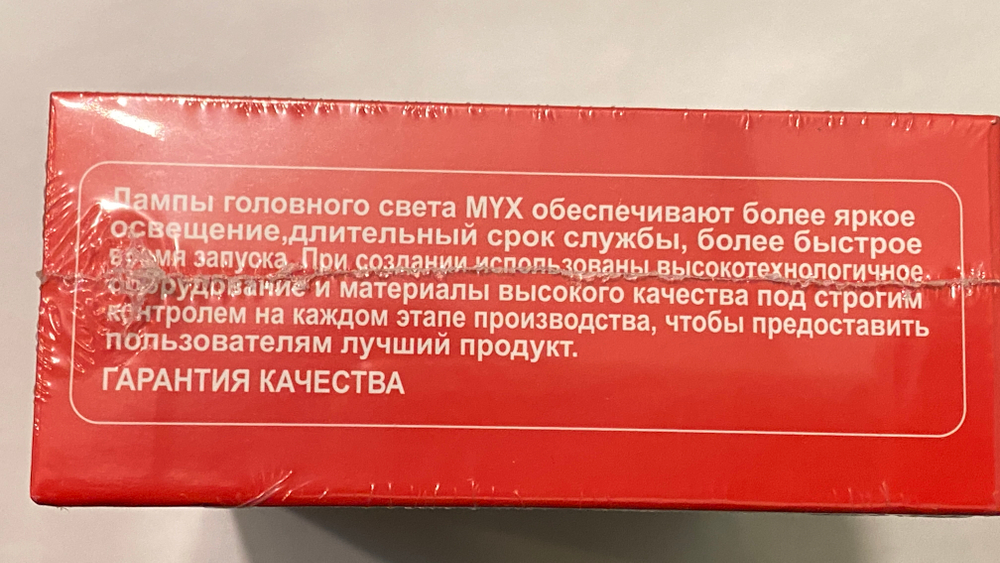 Лампы головного света MYX обеспечивают более яркое
освещение,длительный срок службы, более быстрое
время запуска. При создании использованы высокотехнологичное
оборудование и материалы высокого качества под строгим
контролем на каждом этапе производства, чтобы предоставить
пользователям лучший продукт.
ГАРАНТИЯ КАЧЕСТВА